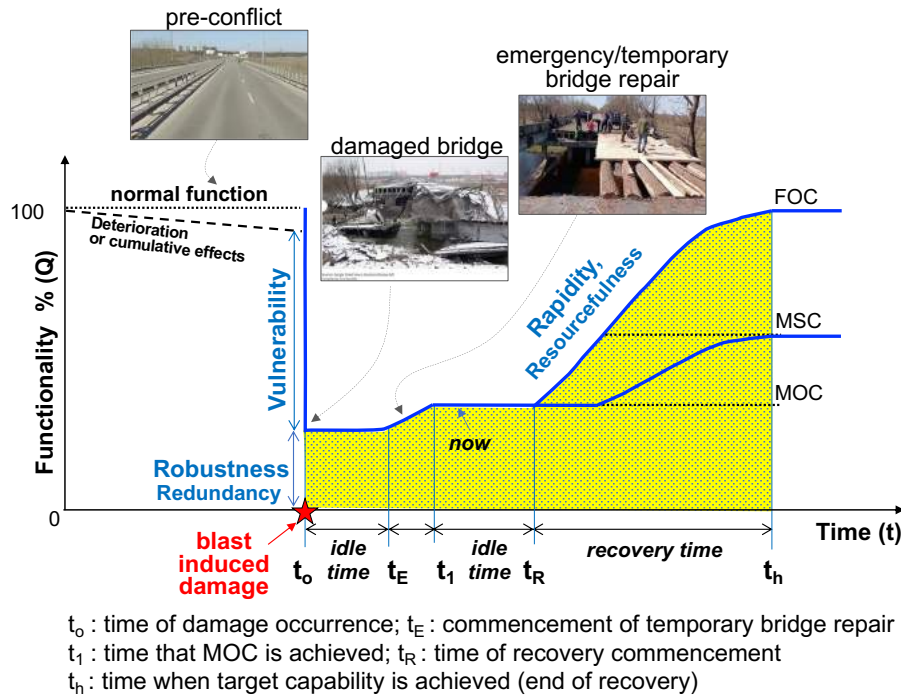 pre-conflict
emergency/temporary
bridge repair
damaged bridge
normal function
100
Deterioration
or cumulative effects
FOC
Rapidity,
Resourcefulness
Vulnerability
Functionality % (Q)
MSC
MOC
now
Robustness
Redundancy
0
Time (t)
blast
induced
damage
idle
time
idle
time
recovery time
to
tE
t1
tR
th
to : time of damage occurrence; tE : commencement of temporary bridge repair
t1 : time that MOC is achieved; tR : time of recovery commencement
th : time when target capability is achieved (end of recovery)